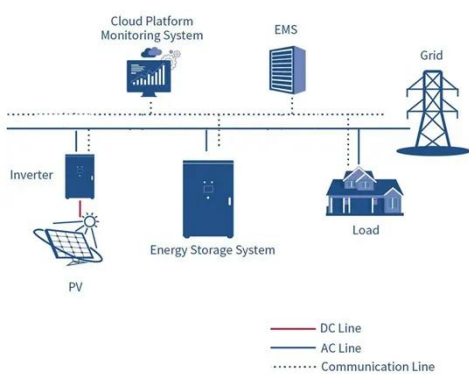 Cloud Platform
Monitoring System
EMS
Grid
Inverter
Energy Storage System
Load
PV
DC Line
AC Line
Communication Line